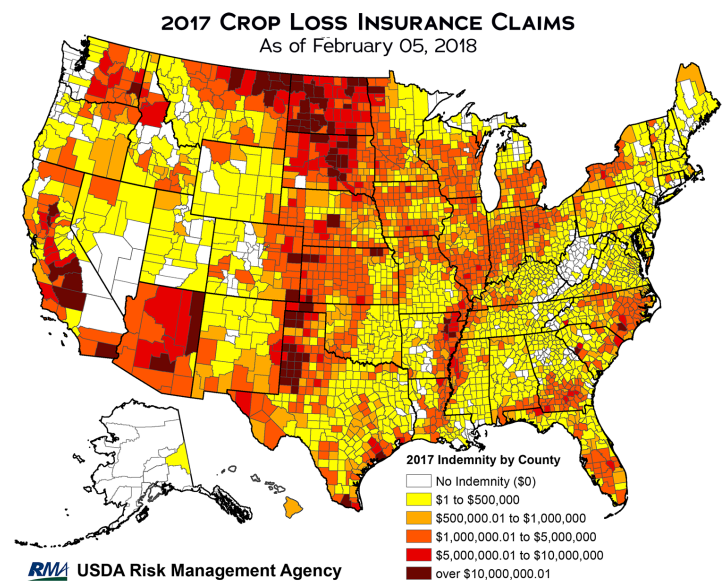 2017 Crop Loss Insurance Claims
As of February 05, 2018
2017 Indemnity by County
No Indemnity ($0)
$1 to $500,000
$500,000.01 to $1,000,000
$1,000,000.01 to $5,000,000
$5,000,000.01 to $10,000,000
over $10,000,000.01
RMA USDA Risk Management Agency